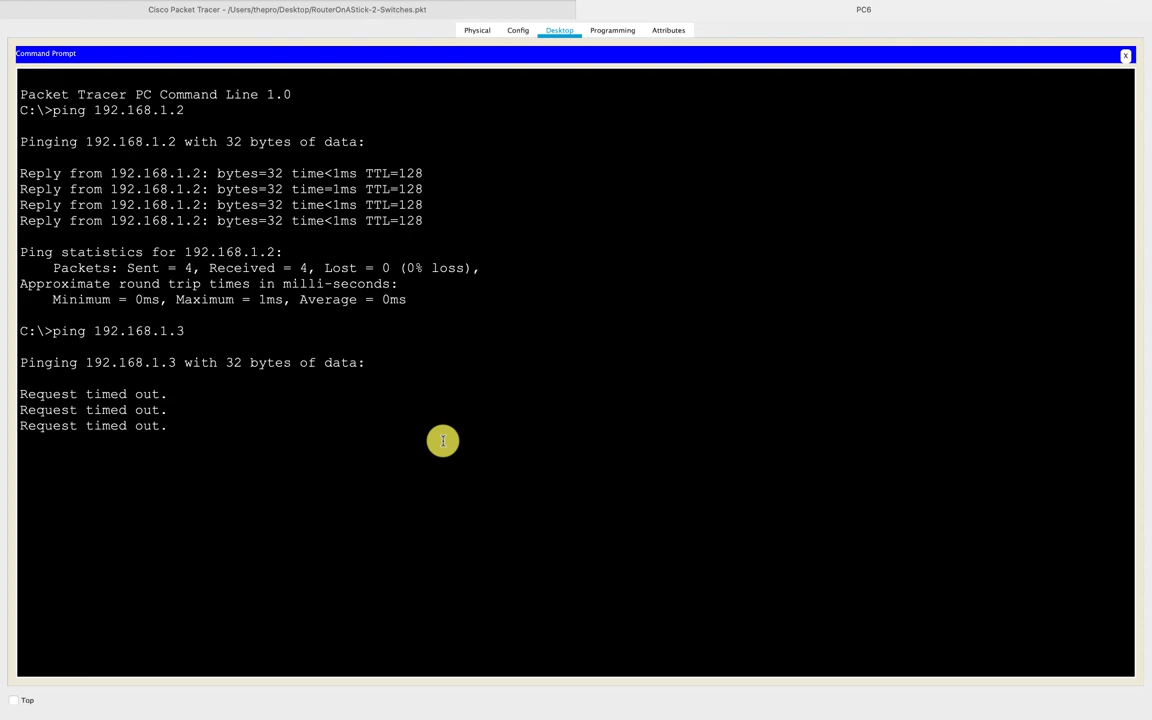 Cisco Packet Tracer - /Users/thepro/Desktop/RouterOnAStick-2-Switches.pkt
PC6
Physical Config Desktop Programming Attributes
Command Prompt
X
Packet Tracer PC Command Line 1.0
C:\>ping 192.168.1.2
Pinging 192.168.1.2 with 32 bytes of data:
Reply from 192.168.1.2: bytes=32 time<1ms TTL=128
Reply from 192.168.1.2: bytes=32 time=1ms TTL=128
Reply from 192.168.1.2: bytes=32 time<1ms TTL=128
Reply from 192.168.1.2: bytes=32 time<1ms TTL=128
Ping statistics for 192.168.1.2:
Packets: Sent = 4, Received = 4, Lost = 0 (0% loss),
Approximate round trip times in milli-seconds:
Minimum = 0ms, Maximum = 1ms, Average = 0ms
C:\>ping 192.168.1.3
Pinging 192.168.1.3 with 32 bytes of data:
Request timed out.
Request timed out.
Request timed out.
Top